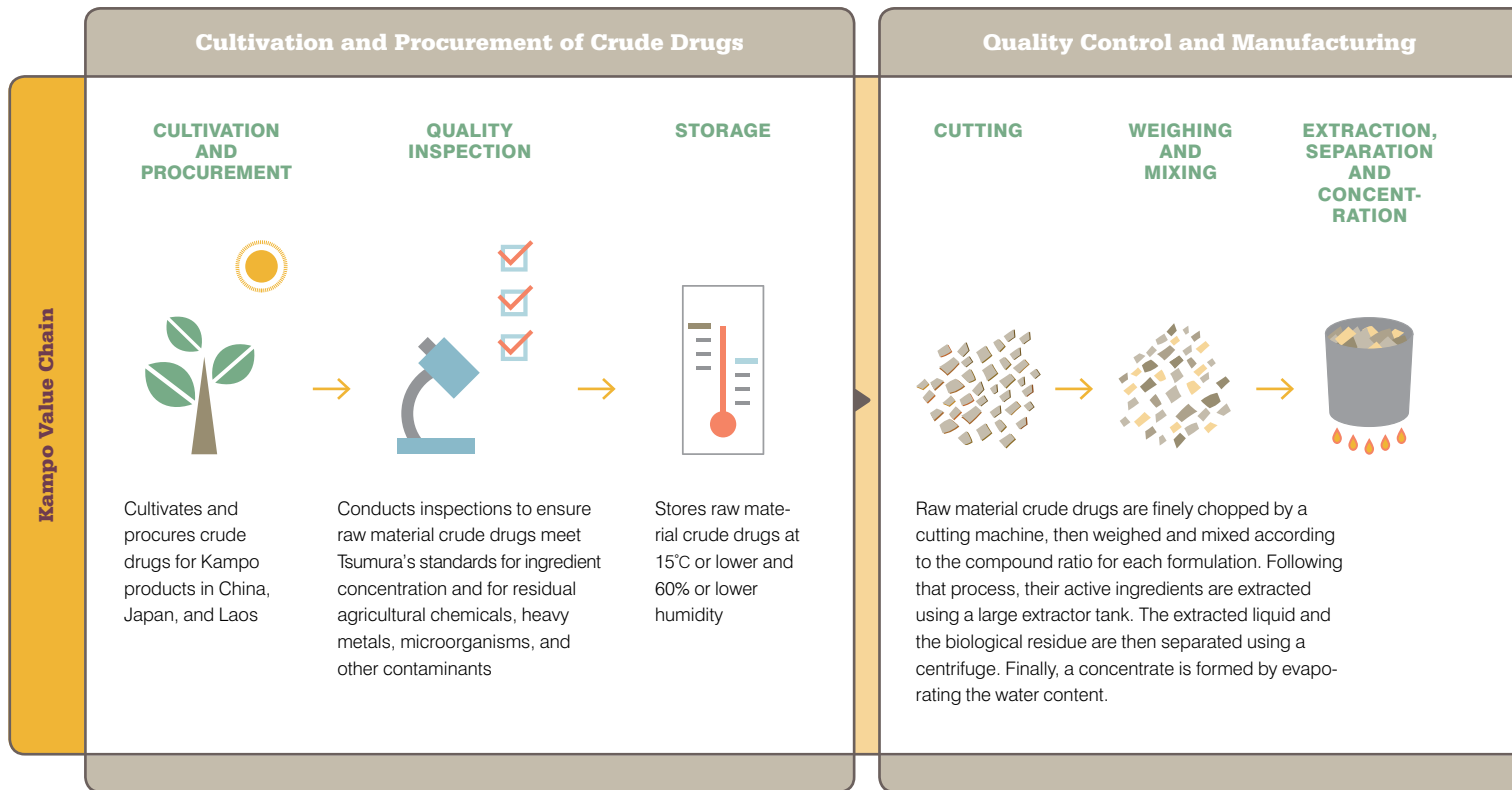 Cultivation and Procurement of Crude Drugs
Quality Control and Manufacturing
Kampo Value Chain
CULTIVATION
AND
PROCUREMENT
QUALITY
INSPECTION
STORAGE
CUTTING
WEIGHING
AND
MIXING
EXTRACTION,
SEPARATION
AND
CONCENT-
RATION
Cultivates and
procures crude
drugs for Kampo
products in China,
Japan, and Laos
Conducts inspections to ensure
raw material crude drugs meet
Tsumura's standards for ingredient
concentration and for residual
agricultural chemicals, heavy
metals, microorganisms, and
other contaminants
Stores raw mate-
rial crude drugs at
15℃ or lower and
60% or lower
humidity
Raw material crude drugs are finely chopped by a
cutting machine, then weighed and mixed according
to the compound ratio for each formulation. Following
that process, their active ingredients are extracted
using a large extractor tank. The extracted liquid and
the biological residue are then separated using a
centrifuge. Finally, a concentrate is formed by evapo-
rating the water content.